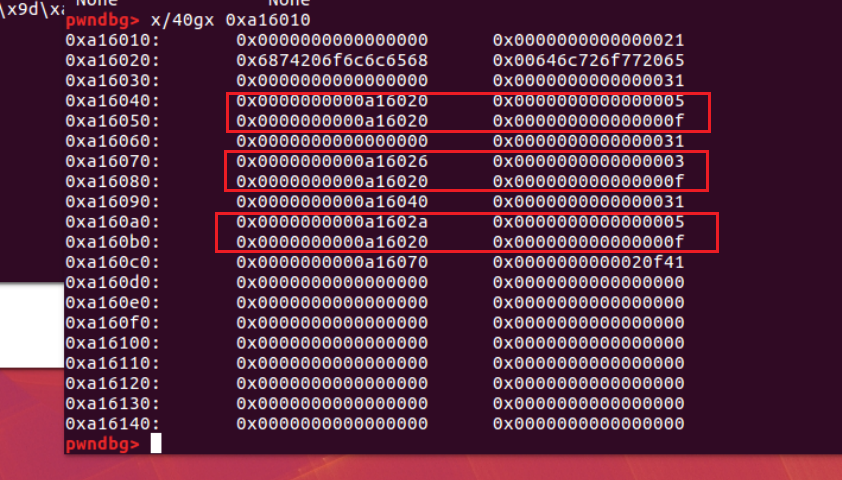 \x9d\xa
None None
pwndbg> x/40gx 0xa16010
0xa16010: 0x0000000000000000 0x0000000000000021
0xa16020: 0x6874206f6c6c6568 0x00646c726f772065
0xa16030: 0x0000000000000000 0x0000000000000031
0xa16040: 0x0000000000a16020 0x0000000000000005
0xa16050: 0x0000000000a16020 0x000000000000000f
0xa16060: 0x0000000000000000 0x0000000000000031
0xa16070: 0x0000000000a16026 0x0000000000000003
0xa16080: 0x0000000000a16020 0x000000000000000f
0xa16090: 0x0000000000a16040 0x0000000000000031
0xa160a0: 0x0000000000a1602a 0x0000000000000005
0xa160b0: 0x0000000000a16020 0x000000000000000f
0xa160c0: 0x0000000000a16070 0x0000000000020f41
0xa160d0: 0x0000000000000000 0x0000000000000000
0xa160e0: 0x0000000000000000 0x0000000000000000
0xa160f0: 0x0000000000000000 0x0000000000000000
0xa16100: 0x0000000000000000 0x0000000000000000
0xa16110: 0x0000000000000000 0x0000000000000000
0xa16120: 0x0000000000000000 0x0000000000000000
0xa16130: 0x0000000000000000 0x0000000000000000
0xa16140: 0x0000000000000000 0x0000000000000000
pwndbg>